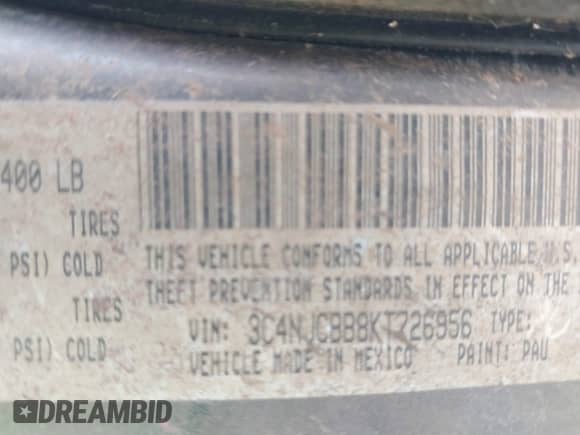 400 LB
TIRES
PSI) COLD
PSI) COLD
THIS VEHICLE CONFORMS TO ALL APPLICABLE U.S.
THEFT PREVENTION STANDARDS IN EFFECT ON THE
VIN: 3C4NJCBB8KT726956 TYPE:
VEHICLE MADE IN MEXICO PAINT: PAU
TIRES
DREAMBID